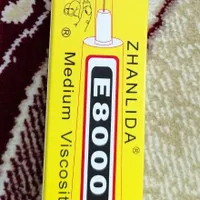 ZHANLIDA®
E8000
Medium Viscosit
®